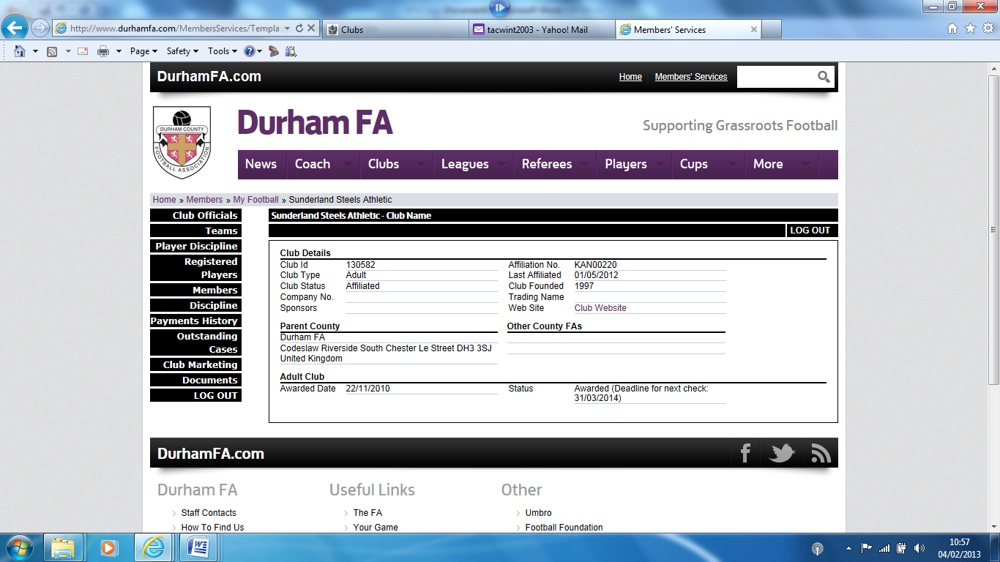 http://www.durhamfa.com/MembersServices/Templa
Clubs
tacwint2003 - Yahoo! Mail
Members' Services
Page Safety Tools
DurhamFA.com
Home Members' Services
DURHAM COUNTY
FOOTBALL ASSOCIATION
Durham FA
Supporting Grassroots Football
News Coach Clubs Leagues Referees Players Cups More
Home » Members » My Football » Sunderland Steels Athletic
Club Officials
Teams
Player Discipline
Registered
Players
Members
Discipline
Payments History
Outstanding
Cases
Club Marketing
Documents
LOG OUT
Sunderland Steels Athletic - Club Name
LOG OUT
Club Details
Club Id 130582 Affiliation No. KAN00220
Club Type Adult Last Affiliated 01/05/2012
Club Status Affiliated Club Founded 1997
Company No. Trading Name
Sponsors Web Site Club Website
Parent County Other County FAs
Durham FA
Codeslaw Riverside South Chester Le Street DH3 3SJ
United Kingdom
Adult Club
Awarded Date 22/11/2010 Status Awarded (Deadline for next check:
31/03/2014)
DurhamFA.com
Durham FA Useful Links Other
Staff Contacts The FA Umbro
How To Find Us Your Game Football Foundation
10:57
04/02/2013